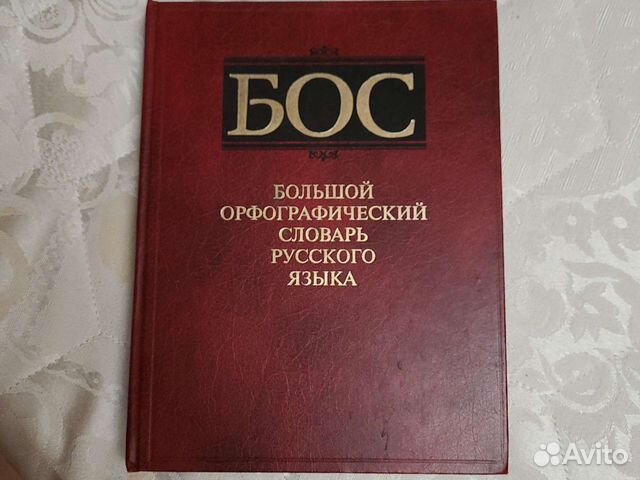 БОС
БОЛЬШОЙ
ОРФОГРАФИЧЕСКИЙ
СЛОВАРЬ
РУССКОГО
ЯЗЫКА
Avito